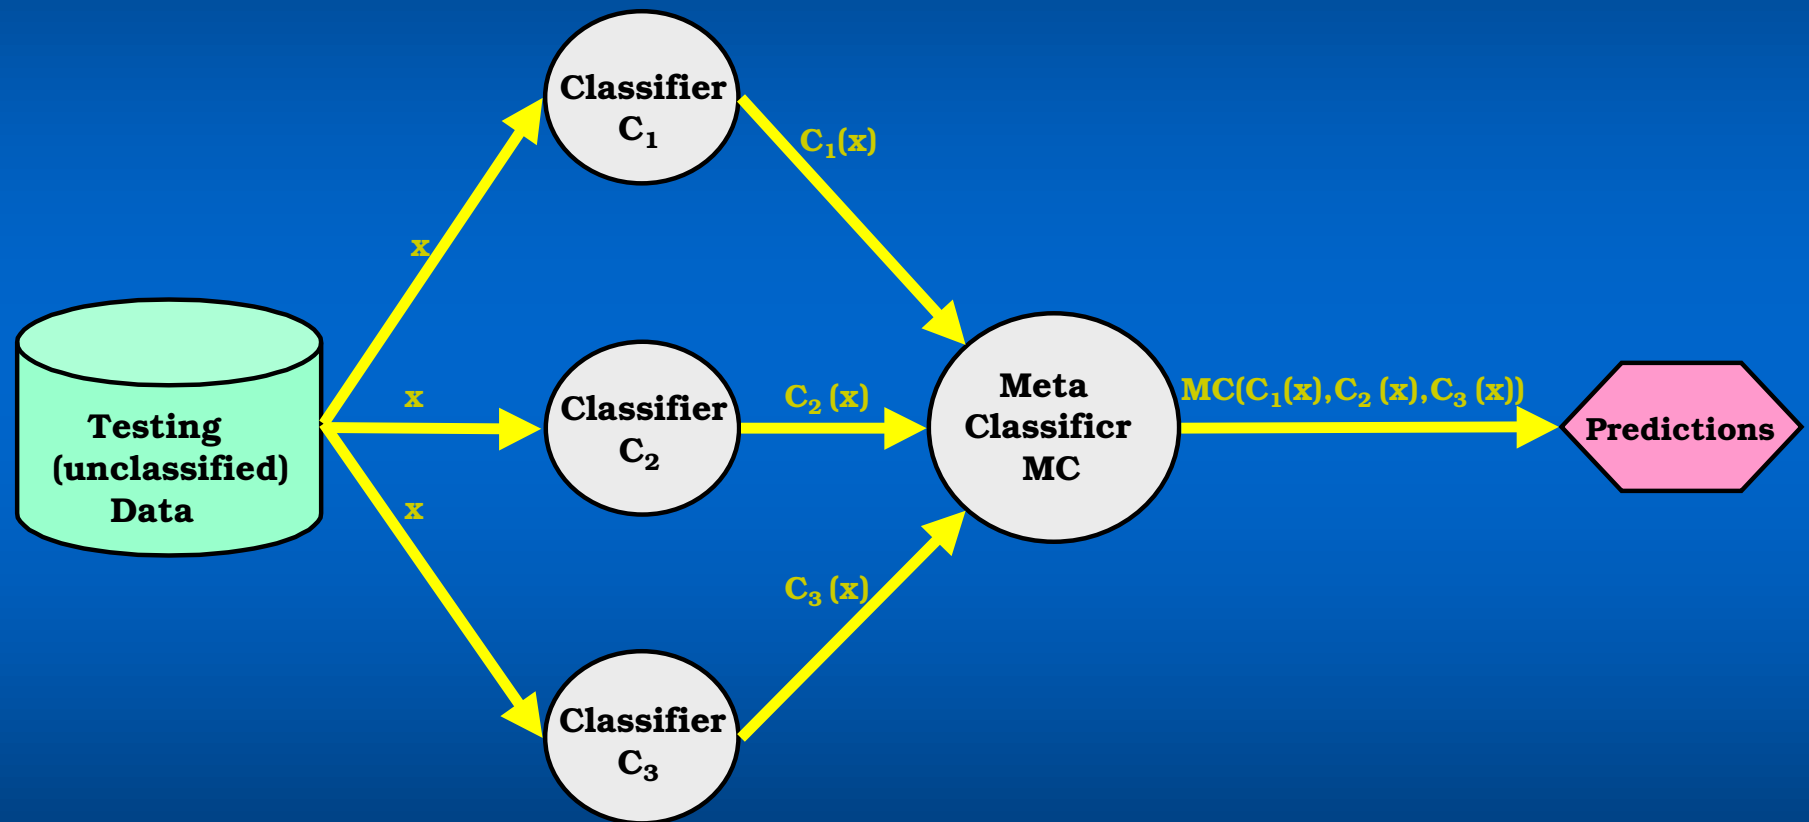 Classifier
C₁
C₁(x)
x
Testing
(unclassified)
Data
x
Classifier
C₂
C₂ (x)
Meta
Classificr
MC
MC(C₁(x),C₂ (x),C₃ (x))
Predictions
x
C₃ (x)
Classifier
C₃